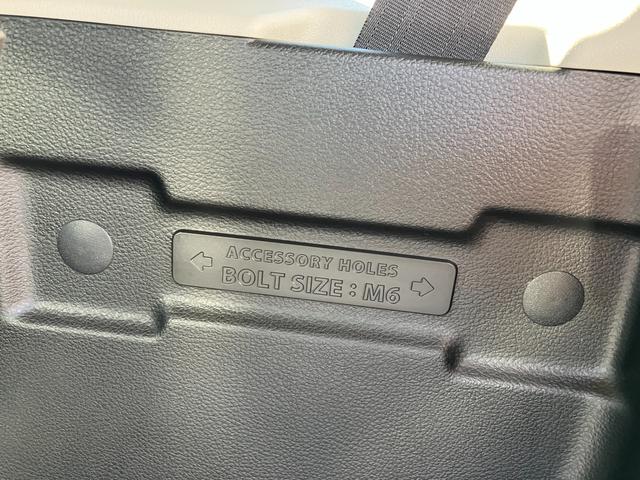 ACCESSORY HOLES
BOLT SIZE : M6